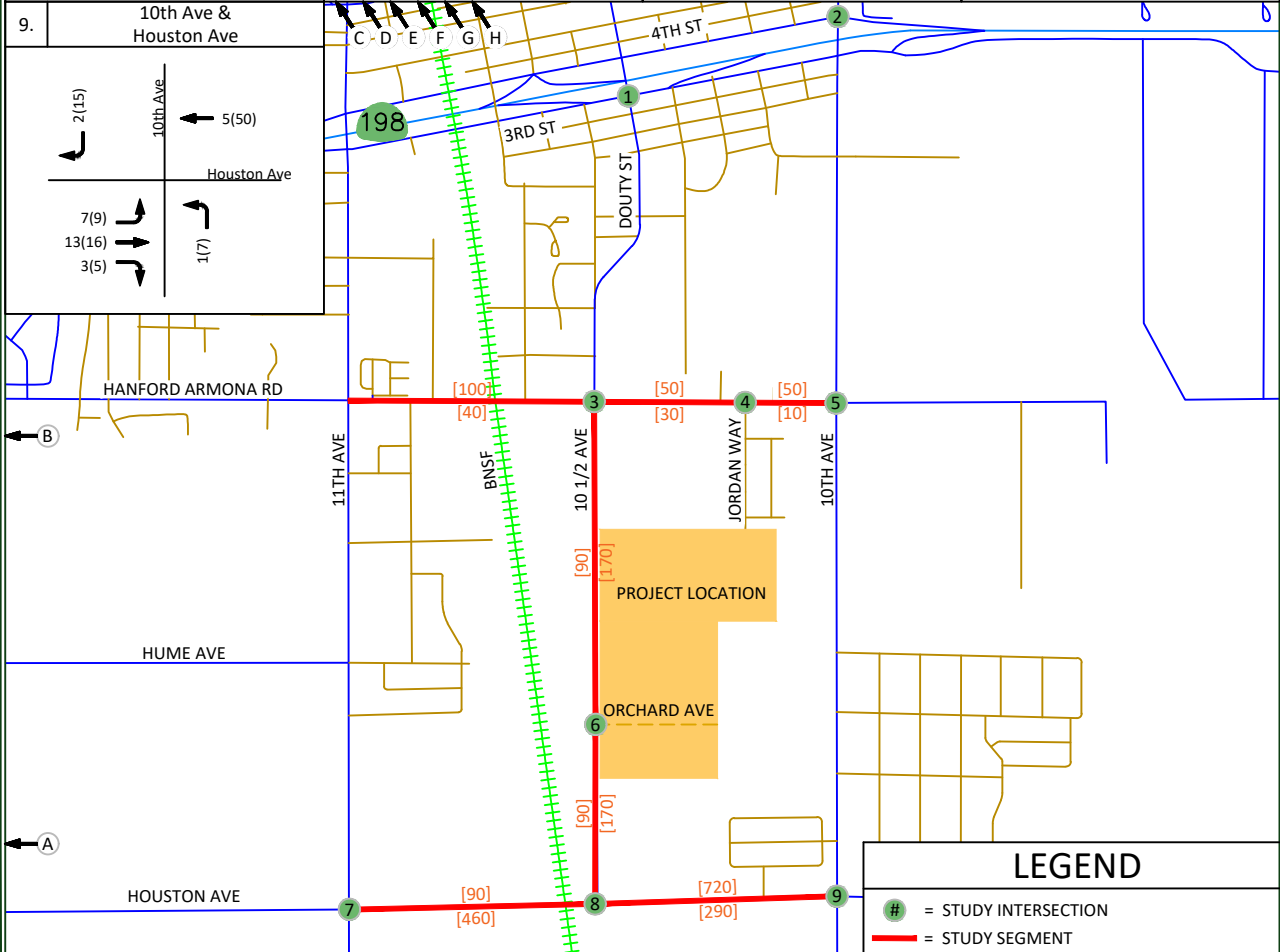 9.
10th Ave &
Houston Ave
2(15)
10th Ave
5(50)
Houston Ave
7(9)
13(16)
3(5)
1(7)
C D E F G H
2
4TH ST
1
198
3RD ST
DOUTY ST
HANFORD ARMONA RD
[100]
[40]
3
[50]
[30]
4
[50]
[10]
5
B
11TH AVE
BNSF
10 1/2 AVE
JORDAN WAY
10TH AVE
[90]
[170]
PROJECT LOCATION
HUME AVE
ORCHARD AVE
6
[90]
[170]
A
HOUSTON AVE
7
[90]
[460]
8
[720]
[290]
9
LEGEND
# = STUDY INTERSECTION
= STUDY SEGMENT